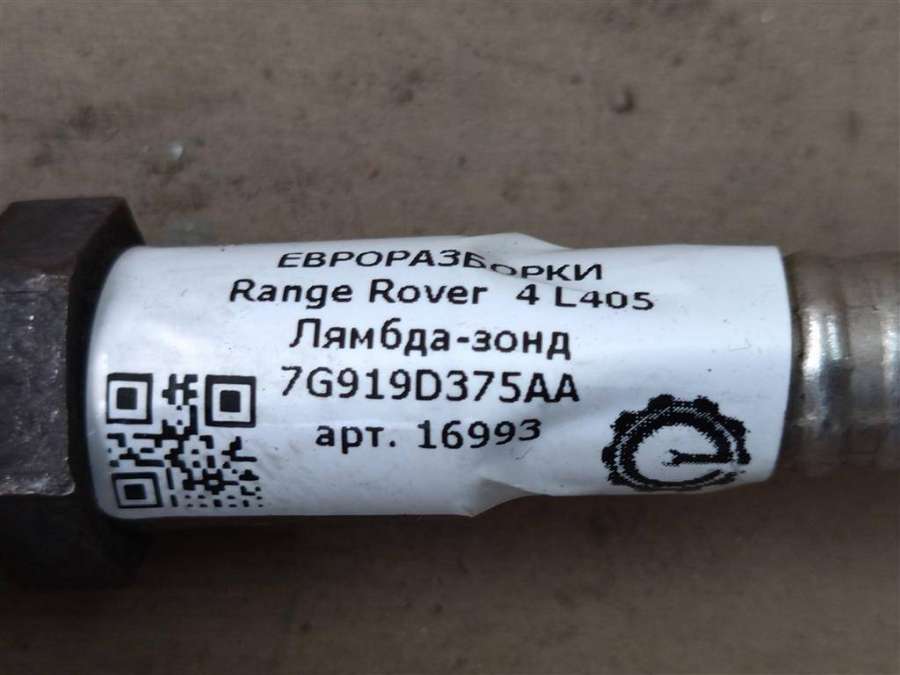 ЕВРОРАЗБОРКИ
Range Rover 4 L405
Лямбда-зонд
7G919D375AA
арт. 16993